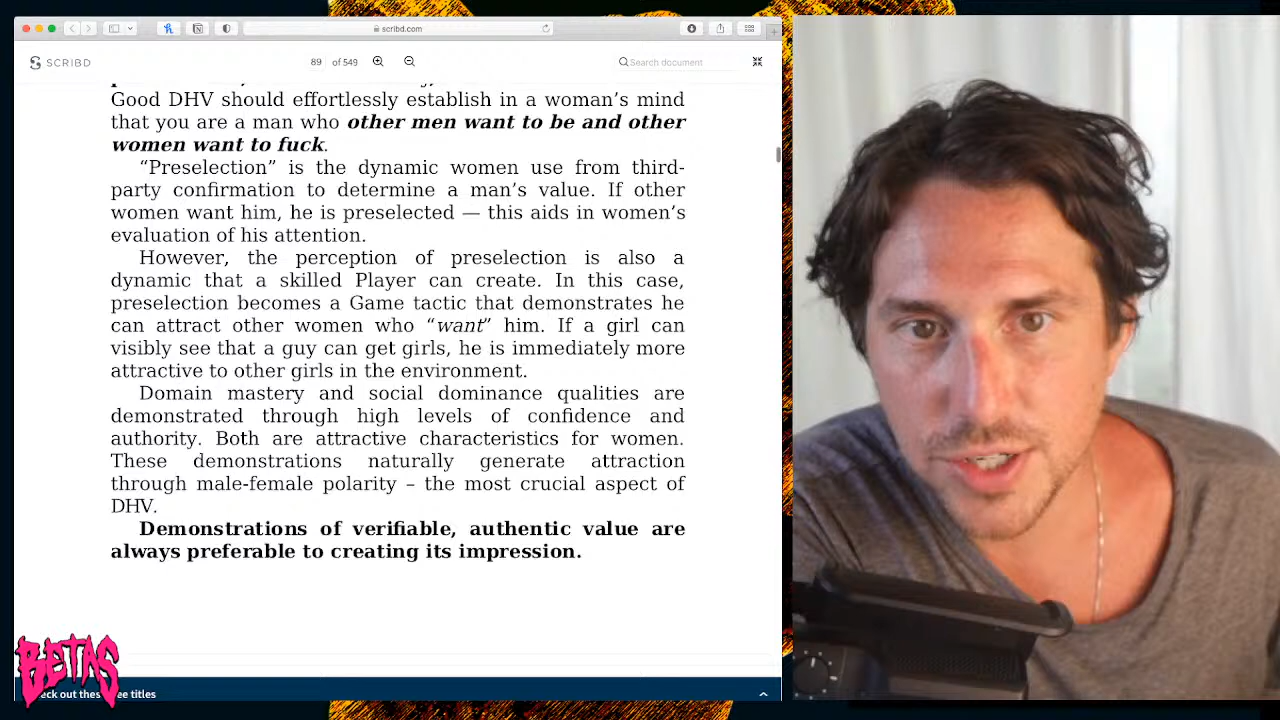 scribd.com
SCRIBD
89 of 549
Search document
Good DHV should effortlessly establish in a woman's mind
that you are a man who other men want to be and other
women want to fuck.
“Preselection” is the dynamic women use from third-
party confirmation to determine a man's value. If other
women want him, he is preselected — this aids in women's
evaluation of his attention.
However, the perception of preselection is also a
dynamic that a skilled Player can create. In this case,
preselection becomes a Game tactic that demonstrates he
can attract other women who “want” him. If a girl can
visibly see that a guy can get girls, he is immediately more
attractive to other girls in the environment.
Domain mastery and social dominance qualities are
demonstrated through high levels of confidence and
authority. Both are attractive characteristics for women.
These demonstrations naturally generate attraction
through male-female polarity – the most crucial aspect of
DHV.
Demonstrations of verifiable, authentic value are
always preferable to creating its impression.
BETAS
eck out thes ee titles